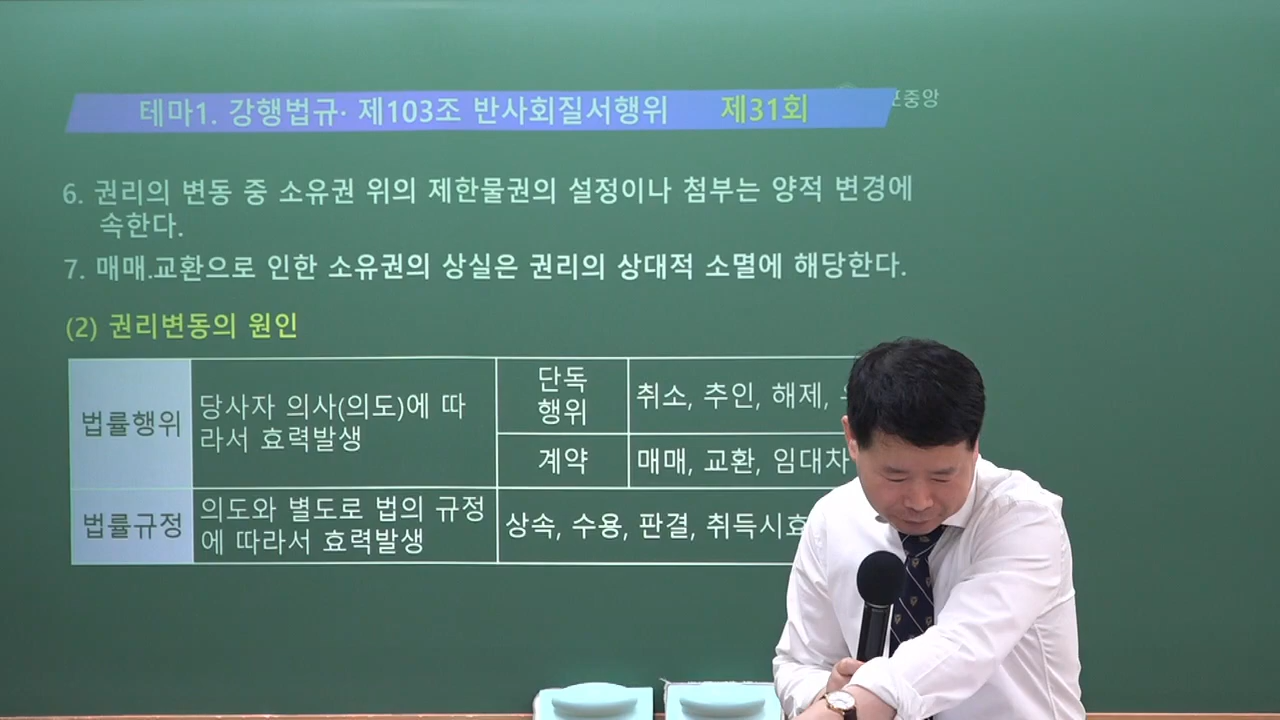 테마1. 강행법규· 제103조 반사회질서행위 제31회
중앙
6. 권리의 변동 중 소유권 위의 제한물권의 설정이나 첨부는 양적 변경에
속한다.
7. 매매.교환으로 인한 소유권의 상실은 권리의 상대적 소멸에 해당한다.
(2) 권리변동의 원인
법률행위
당사자 의사(의도)에 따
라서 효력발생
단독
행위
취소, 추인, 해제,
계약
매매, 교환, 임대차
법률규정
의도와 별도로 법의 규정
에 따라서 효력발생
상속, 수용, 판결, 취득시효